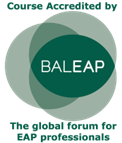 Course Accredited by
BALEAP
The global forum for
EAP professionals